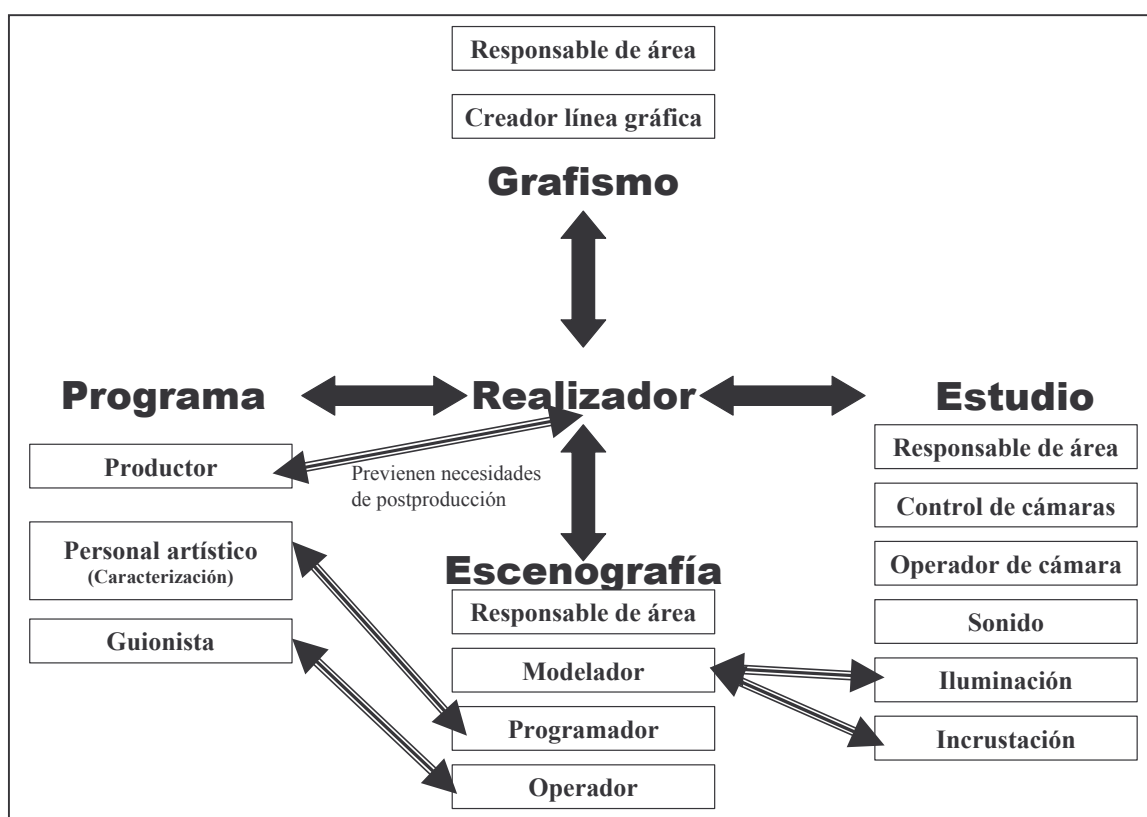 Responsable de área
Creador línea gráfica
Grafismo
Programa
Realizador
Estudio
Productor
Previenen necesidades
de postproducción
Personal artístico
(Caracterización)
Guionista
Escenografía
Responsable de área
Modelador
Programador
Operador
Responsable de área
Control de cámaras
Operador de cámara
Sonido
Iluminación
Incrustación